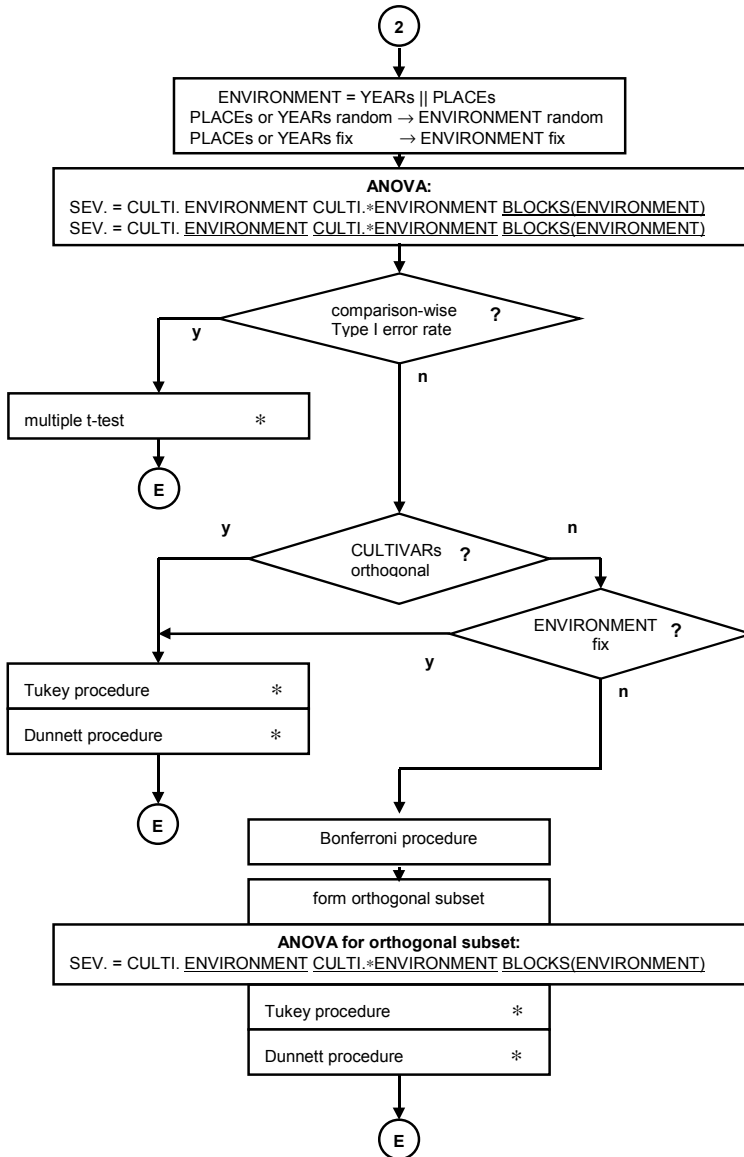 2
ENVIRONMENT = YEARs || PLACEs
PLACEs or YEARs random → ENVIRONMENT random
PLACEs or YEARs fix → ENVIRONMENT fix
ANOVA:
SEV. = CULTI. ENVIRONMENT CULTI.*ENVIRONMENT BLOCKS(ENVIRONMENT)
SEV. = CULTI. ENVIRONMENT CULTI.*ENVIRONMENT BLOCKS(ENVIRONMENT)
comparison-wise ?
Type I error rate
y
n
multiple t-test *
E
y
n
CULTIVARs ?
orthogonal
ENVIRONMENT ?
fix
y
n
Tukey procedure *
Dunnett procedure *
E
Bonferroni procedure
form orthogonal subset
ANOVA for orthogonal subset:
SEV. = CULTI. ENVIRONMENT CULTI.*ENVIRONMENT BLOCKS(ENVIRONMENT)
Tukey procedure *
Dunnett procedure *
E